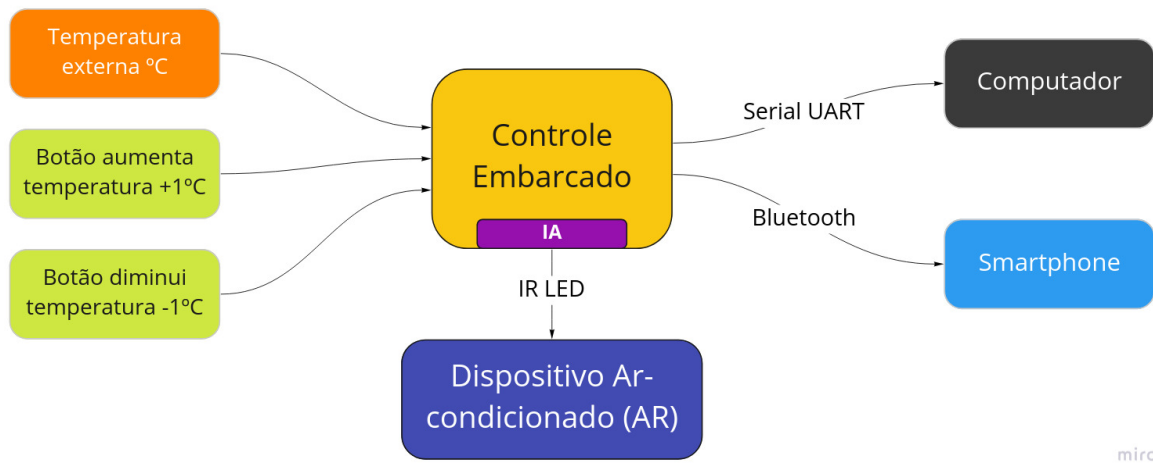 Temperatura
externa ºC
Botão aumenta
temperatura +1ºC
Botão diminui
temperatura -1ºC
Controle
Embarcado
IA
IR LED
Dispositivo Ar-
condicionado (AR)
Serial UART
Bluetooth
Computador
Smartphone
miro